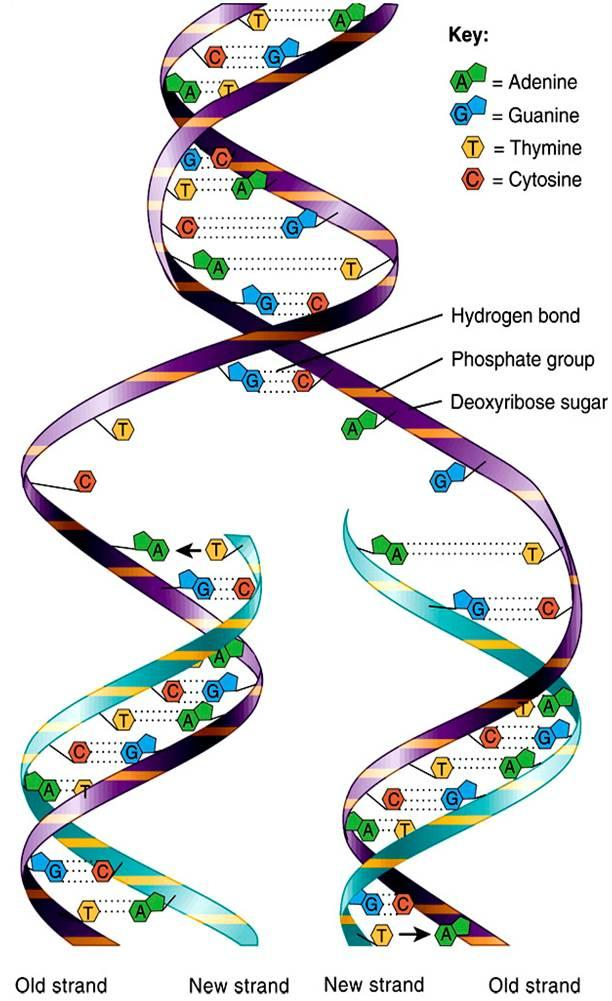 T A
C G
Key:
A = Adenine
A T
G = Guanine
T = Thymine
G C
C = Cytosine
T A
C G
A T
G C
Hydrogen bond
Phosphate group
G C
Deoxyribose sugar
T A
C G
A T A T
G C G C
A
T A
C G
C G
T A
T A
C G
C G
A T
A T
G C
G C
T A
T A
Old strand New strand New strand Old strand